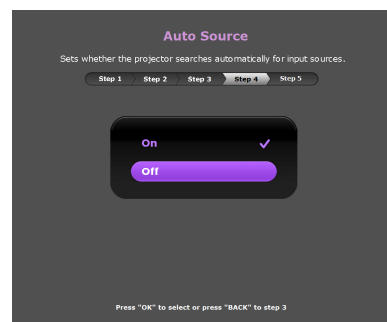 Auto Source
Sets whether the projector searches automatically for input sources.
Step 1 Step 2 Step 3 Step 4 Step 5
On
Off
Press "OK" to select or press "BACK" to step 3